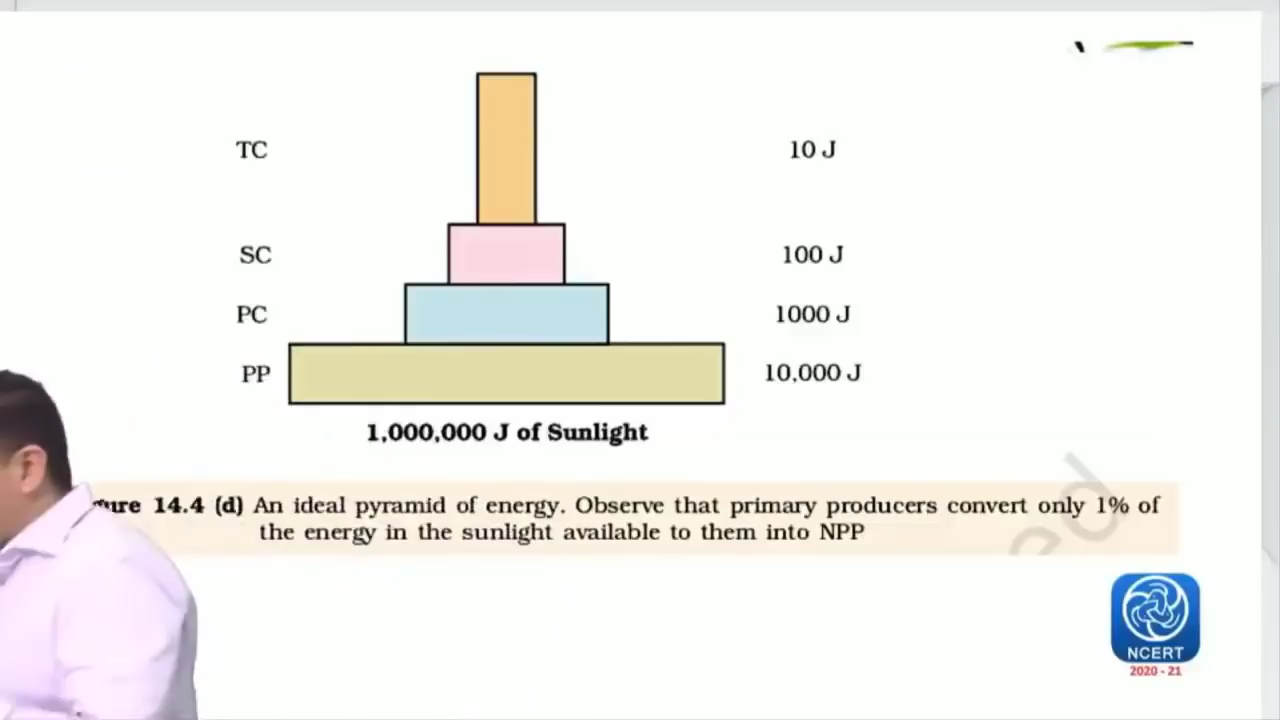 TC 10 J
SC 100 J
PC 1000 J
PP 10,000 J
1,000,000 J of Sunlight
ure 14.4 (d) An ideal pyramid of energy. Observe that primary producers convert only 1% of
the energy in the sunlight available to them into NPP
ed
NCERT
2020 - 21